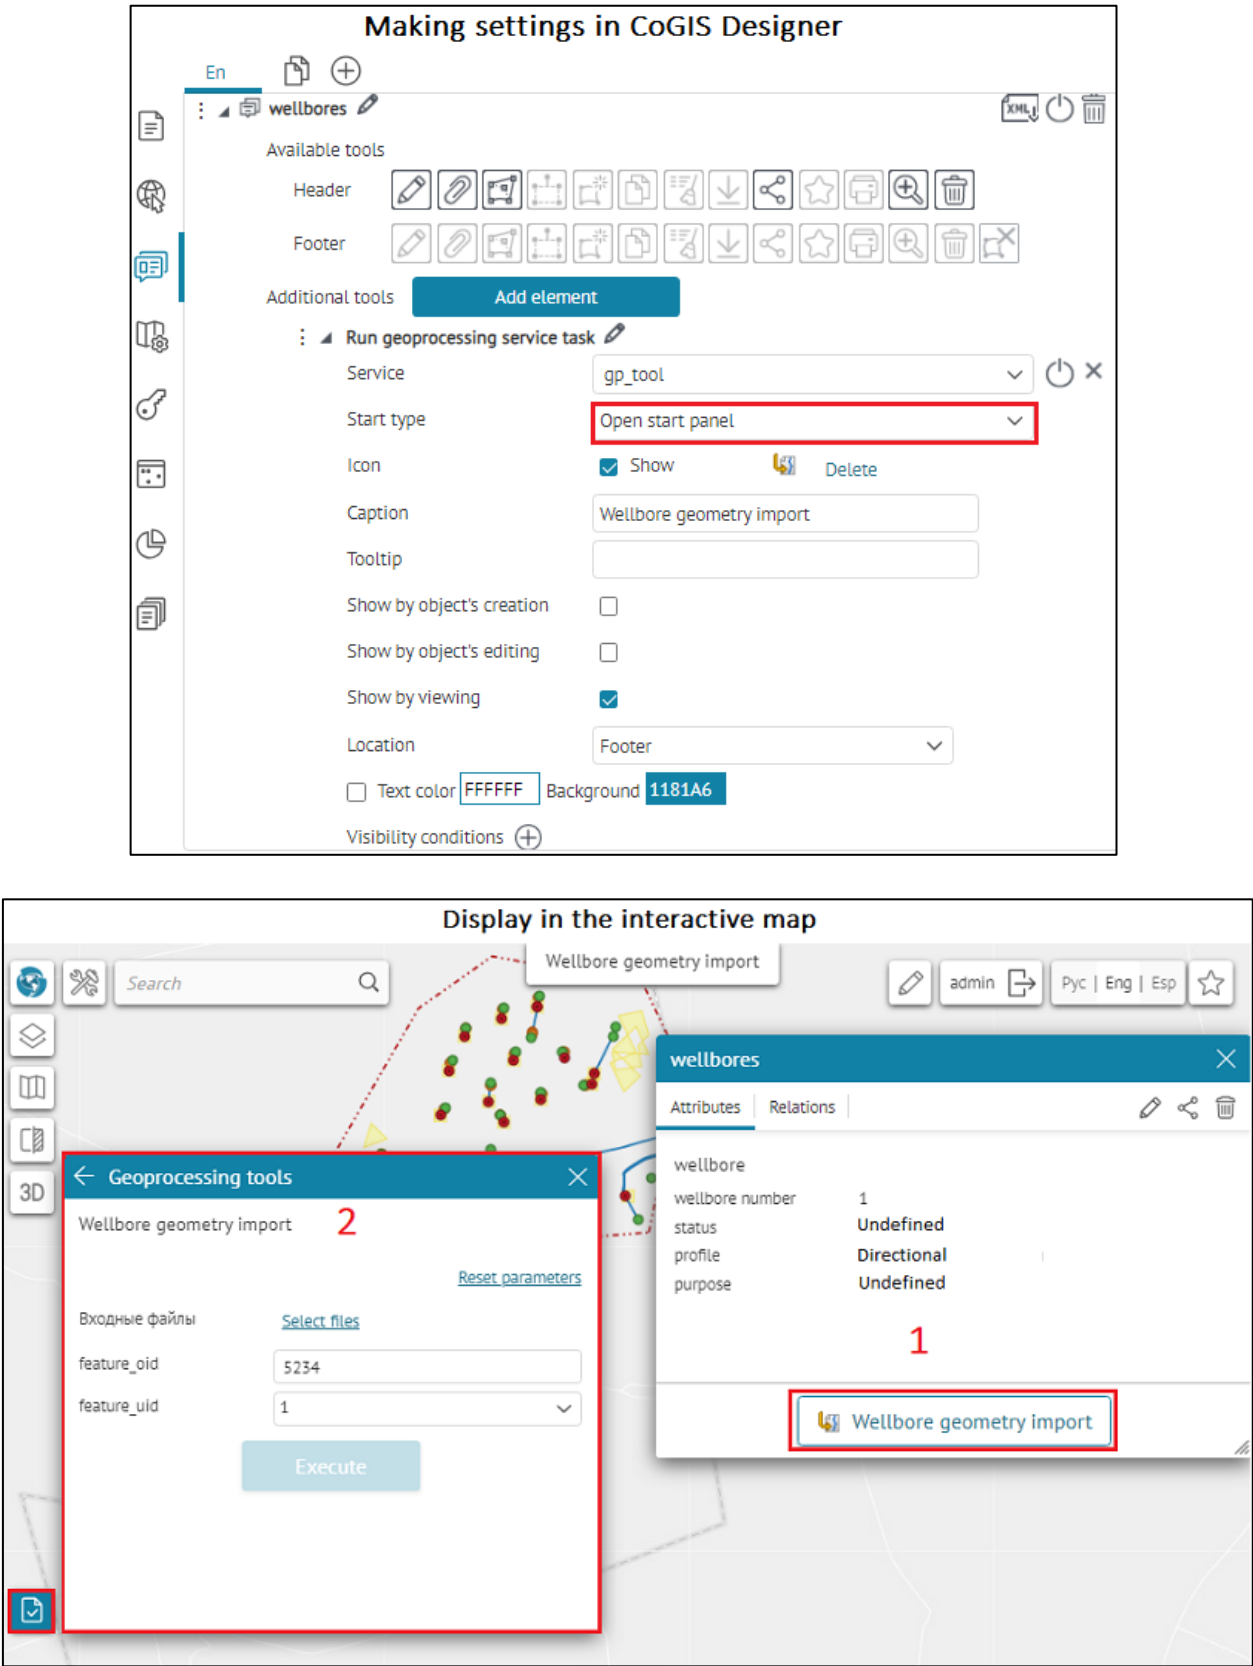 Making settings in CoGIS Designer
En
wellbores
XML
Available tools
Header
Footer
Additional tools
Add element
Run geoprocessing service task
Service
gp_tool
Start type
Open start panel
Icon
Show
Delete
Caption
Wellbore geometry import
Tooltip
Show by object's creation
Show by object's editing
Show by viewing
Location
Footer
Text color
FFFFFF
Background
1181A6
Visibility conditions
Display in the interactive map
Search
Wellbore geometry import
admin
Рус | Eng | Esp
3D
wellbores
Attributes
Relations
wellbore
wellbore number
1
status
Undefined
profile
Directional
purpose
Undefined
1
Wellbore geometry import
Geoprocessing tools
Wellbore geometry import
2
Reset parameters
Входные файлы
Select files
feature_oid
5234
feature_uid
1
Execute